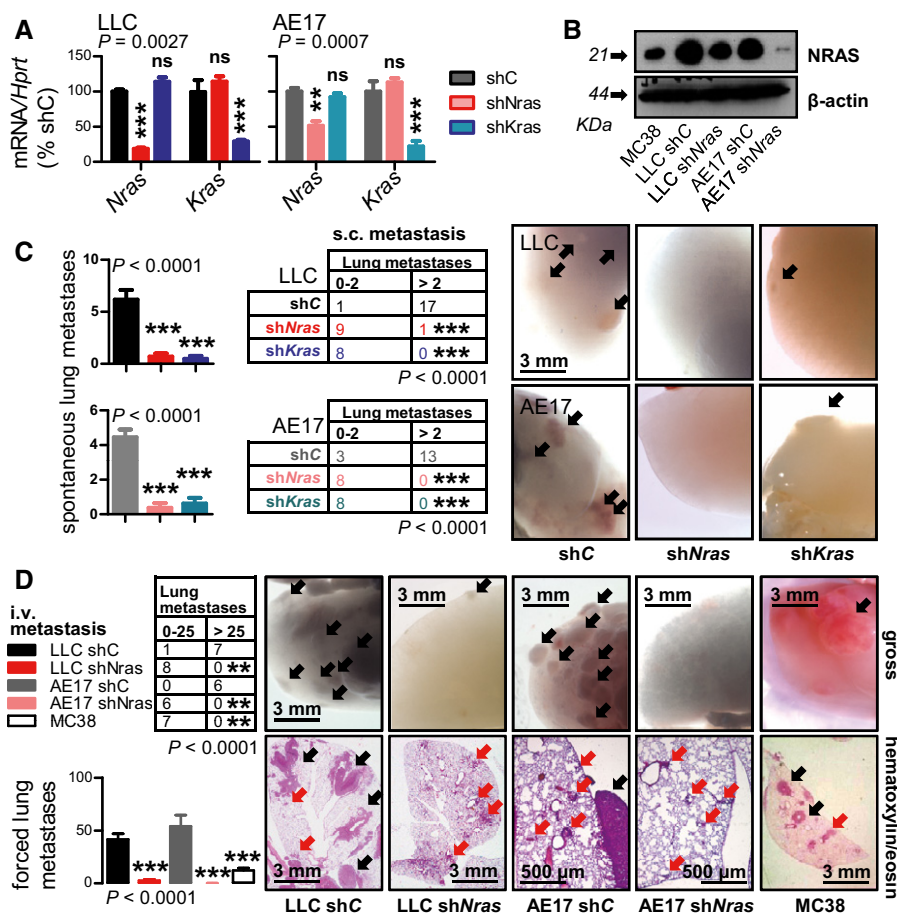 A
LLC
P = 0.0027
AE17
P = 0.0007
mRNA/Hprt
(% shC)
150
100
50
0
ns
***
ns
***
ns
**
ns
***
Nras
Kras
Nras
Kras
shC
shNras
shKras
B
21
44
KDa
NRAS
β-actin
MC38
LLC shC
LLC shNras
AE17 shC
AE17 shNras
C
spontaneous lung metastases
10
5
0
P < 0.0001
***
***
6
4
2
0
P < 0.0001
***
***
s.c. metastasis
LLC
Lung metastases
0-2 > 2
shC 1 17
shNras 9 1 ***
shKras 8 0 ***
P < 0.0001
AE17
Lung metastases
0-2 > 2
shC 3 13
shNras 8 0 ***
shKras 8 0 ***
P < 0.0001
LLC
3 mm
AE17
shC
shNras
shKras
D
i.v.
metastasis
LLC shC
LLC shNras
AE17 shC
AE17 shNras
MC38
Lung
metastases
0-25 > 25
1 7
8 0 **
0 6
6 0 **
7 0 **
P < 0.0001
forced lung
metastases
100
50
0
***
***
***
P < 0.0001
3 mm
3 mm
3 mm
3 mm
3 mm
gross
3 mm
3 mm
500 µm
500 µm
3 mm
hematoxylin/eosin
LLC shC
LLC shNras
AE17 shC
AE17 shNras
MC38